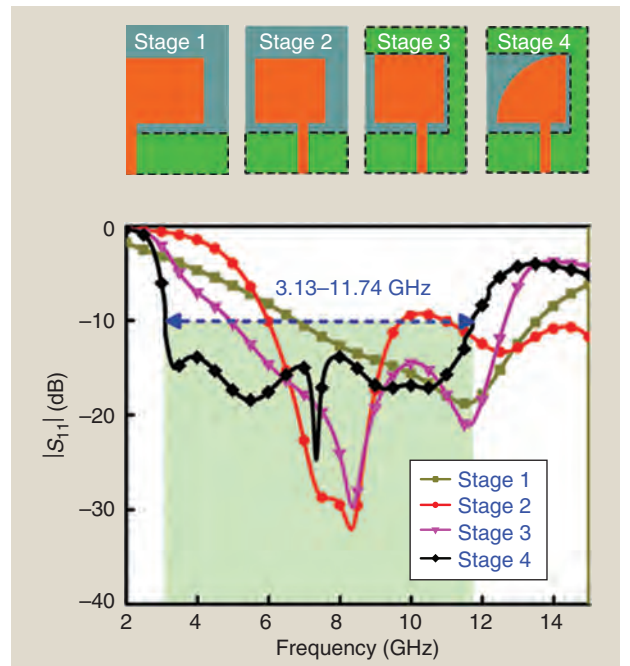 Stage 1 Stage 2 Stage 3 Stage 4
0
3.13–11.74 GHz
–10
–20
|S11| (dB)
–30
–40
Stage 1
Stage 2
Stage 3
Stage 4
2 4 6 8 10 12 14
Frequency (GHz)